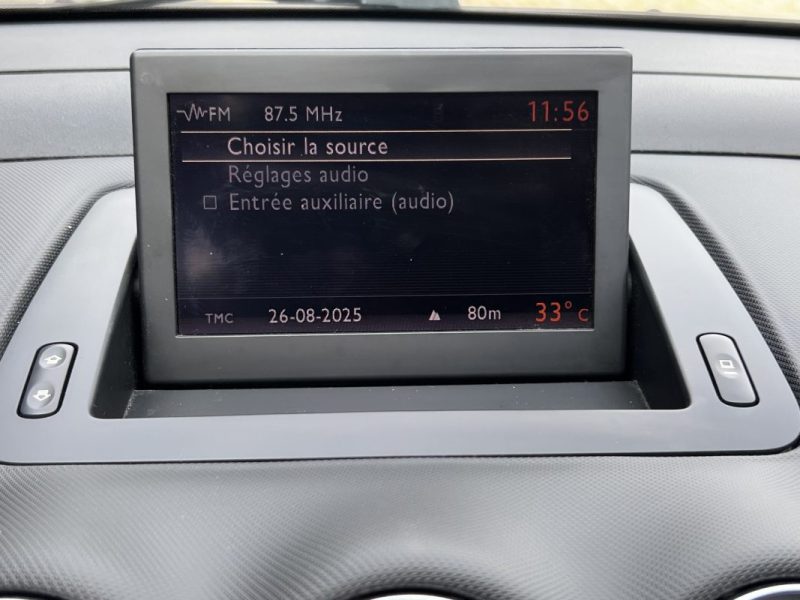 FM 87.5 MHz 11:56
Choisir la source
Réglages audio
Entrée auxiliaire (audio)
TMC 26-08-2025 80m 33°C